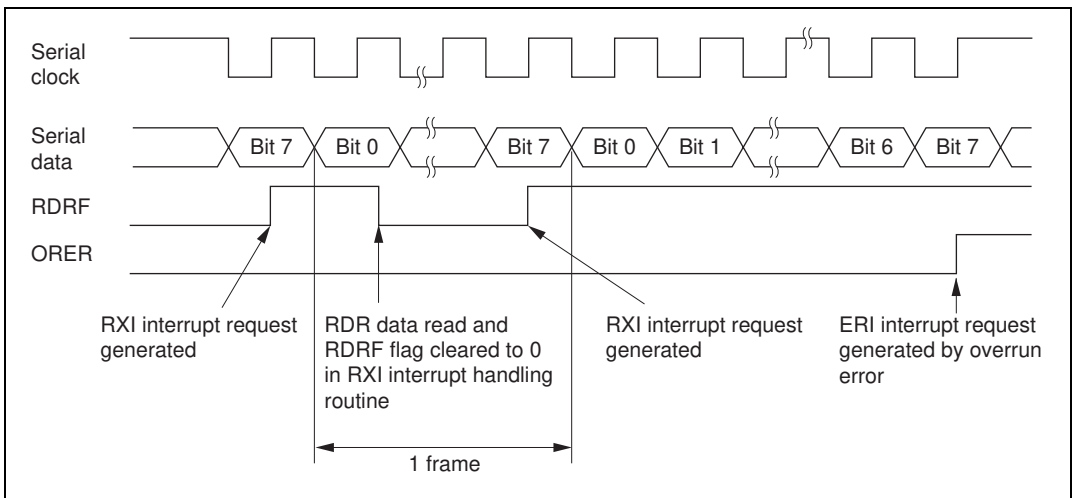 Serial
clock
Serial
data
Bit 7
Bit 0
Bit 7
Bit 0
Bit 1
Bit 6
Bit 7
RDRF
ORER
RXI interrupt request
generated
RDR data read and
RDRF flag cleared to 0
in RXI interrupt handling
routine
RXI interrupt request
generated
ERI interrupt request
generated by overrun
error
1 frame